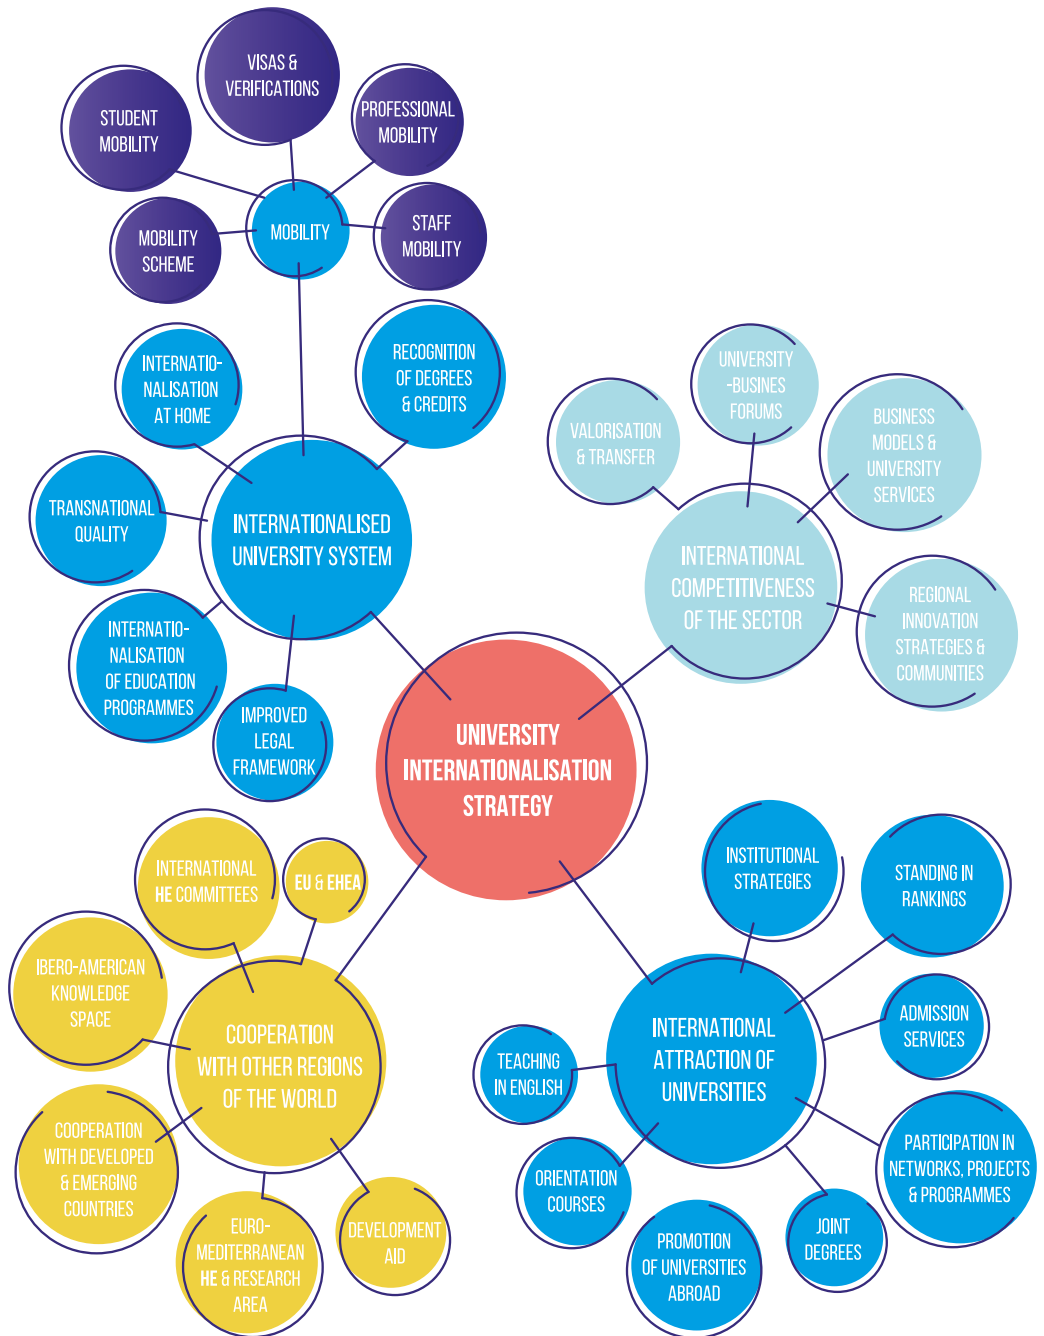 VISAS &
VERIFICATIONS
STUDENT
MOBILITY
PROFESSIONAL
MOBILITY
MOBILITY
SCHEME
MOBILITY
STAFF
MOBILITY
INTERNATIO-
NALISATION
AT HOME
RECOGNITION
OF DEGREES
& CREDITS
TRANSNATIONAL
QUALITY
INTERNATIONALISED
UNIVERSITY SYSTEM
INTERNATIO-
NALISATION
OF EDUCATION
PROGRAMMES
IMPROVED
LEGAL
FRAMEWORK
UNIVERSITY
-BUSINES
FORUMS
VALORISATION
& TRANSFER
BUSINESS
MODELS &
UNIVERSITY
SERVICES
INTERNATIONAL
COMPETITIVENESS
OF THE SECTOR
REGIONAL
INNOVATION
STRATEGIES &
COMMUNITIES
UNIVERSITY
INTERNATIONALISATION
STRATEGY
INTERNATIONAL
HE COMMITTEES
EU & EHEA
IBERO-AMERICAN
KNOWLEDGE
SPACE
COOPERATION
WITH OTHER REGIONS
OF THE WORLD
COOPERATION
WITH DEVELOPED
& EMERGING
COUNTRIES
EURO-
MEDITERRANEAN
HE & RESEARCH
AREA
DEVELOPMENT
AID
INSTITUTIONAL
STRATEGIES
STANDING IN
RANKINGS
INTERNATIONAL
ATTRACTION OF
UNIVERSITIES
ADMISSION
SERVICES
TEACHING
IN ENGLISH
PARTICIPATION IN
NETWORKS, PROJECTS
& PROGRAMMES
ORIENTATION
COURSES
PROMOTION
OF UNIVERSITIES
ABROAD
JOINT
DEGREES